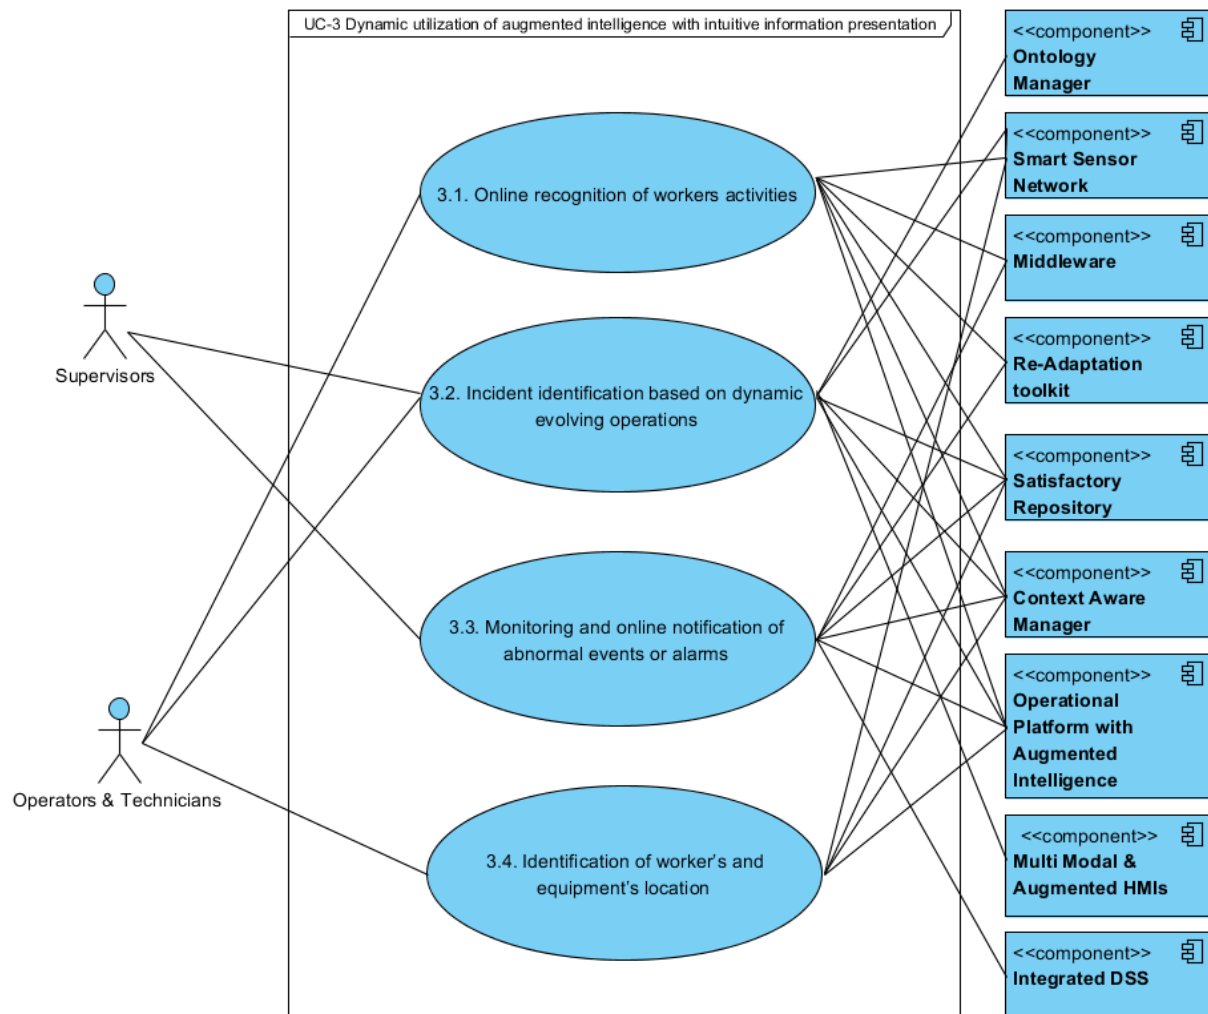 UC-3 Dynamic utilization of augmented intelligence with intuitive information presentation
3.1. Online recognition of workers activities
3.2. Incident identification based on dynamic
evolving operations
3.3. Monitoring and online notification of
abnormal events or alarms
3.4. Identification of worker's and
equipment's location
Supervisors
Operators & Technicians
<<component>>
Ontology
Manager
<<component>>
Smart Sensor
Network
<<component>>
Middleware
<<component>>
Re-Adaptation
toolkit
<<component>>
Satisfactory
Repository
<<component>>
Context Aware
Manager
<<component>>
Operational
Platform with
Augmented
Intelligence
<<component>>
Multi Modal &
Augmented HMIs
<<component>>
Integrated DSS